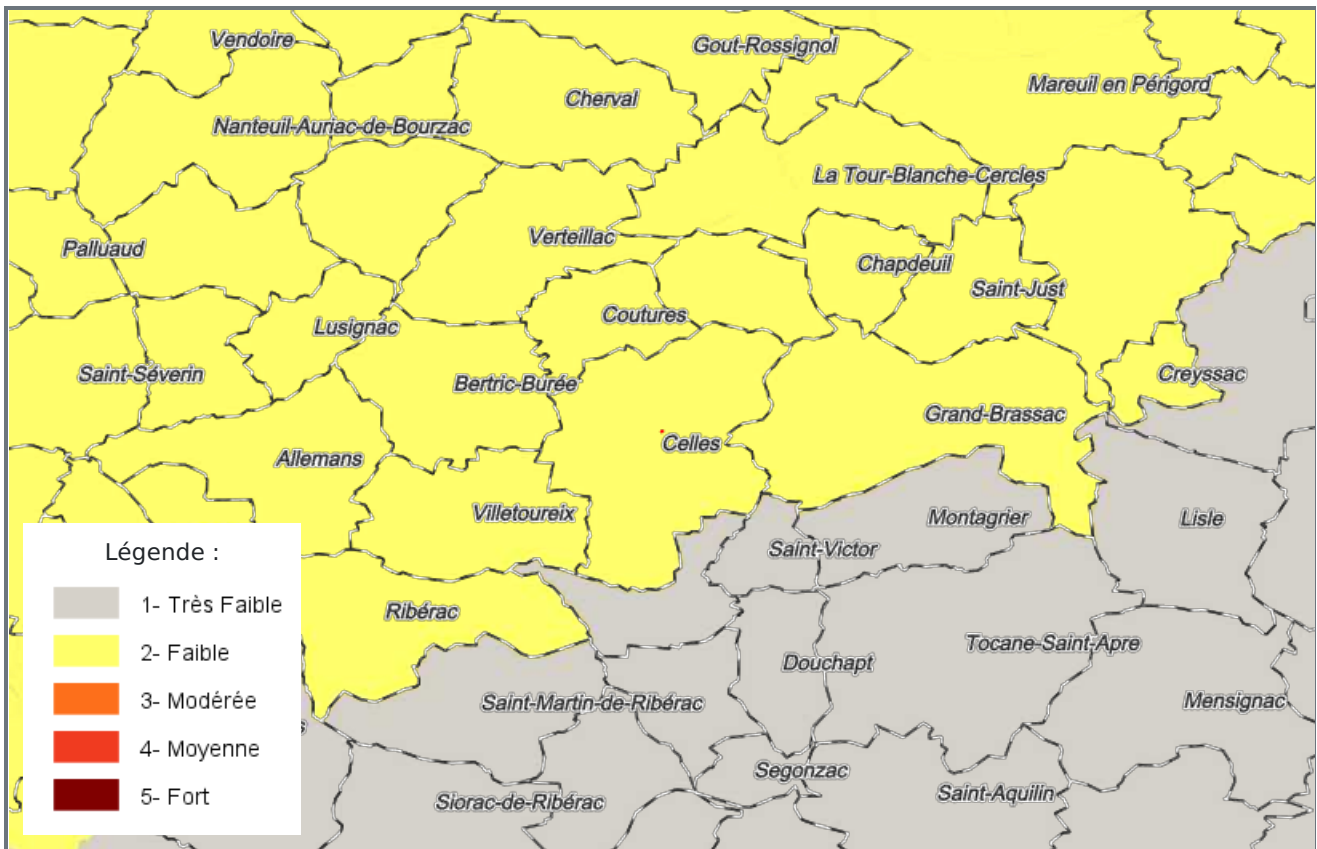 Vendoire
Gout-Rossignol
Mareuil en Périgord
Cherval
Nanteuil-Auriac-de-Bourzac
La Tour-Blanche-Cercles
Verteillac
Palluaud
Chapdeuil
Saint-Just
Coutures
Lusignac
Saint-Séverin
Bertric-Burée
Creyssac
Grand-Brassac
Celles
Allemans
Villetoureix
Montagrier
Lisle
Saint-Victor
Ribérac
Tocane-Saint-Apre
Douchapt
Saint-Martin-de-Ribérac
Mensignac
Segonzac
Siorac-de-Ribérac
Saint-Aquilin
Légende :
1- Très Faible
2- Faible
3- Modérée
4- Moyenne
5- Fort